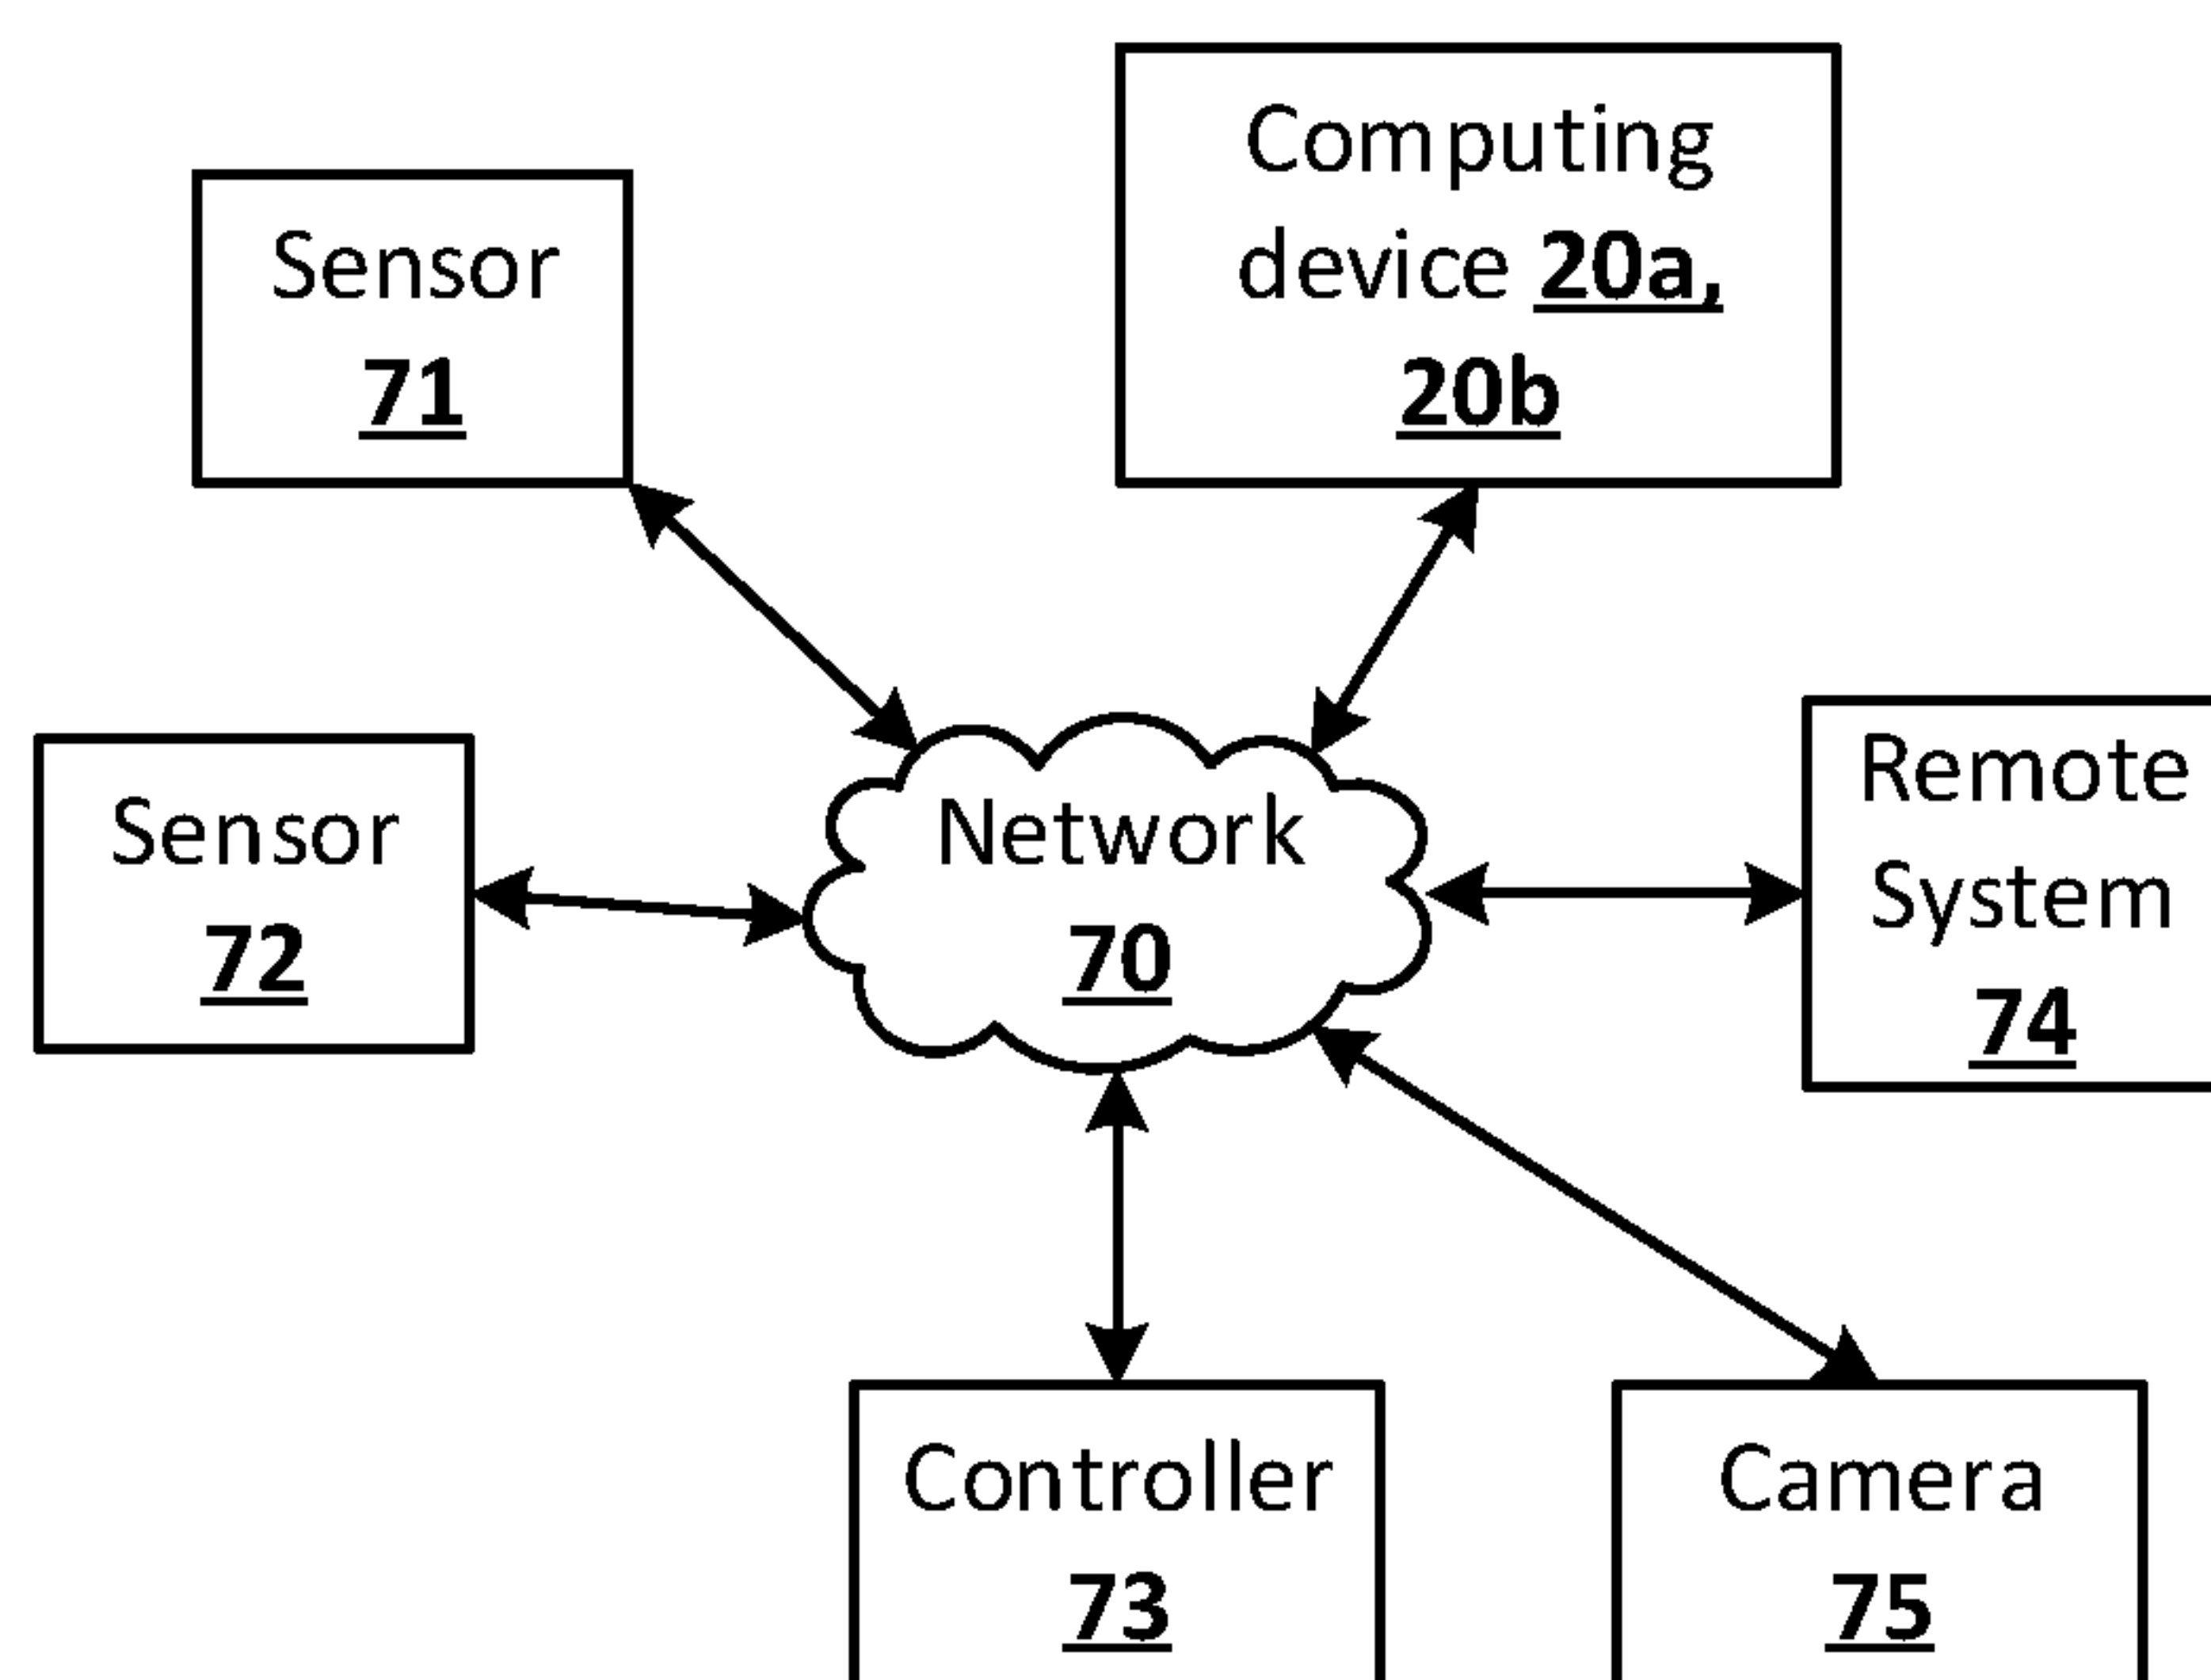 Computing
device 20a,
20b
Sensor
71
Remote
System
74
Sensor
72
Network
70
Controller
73
Camera
75